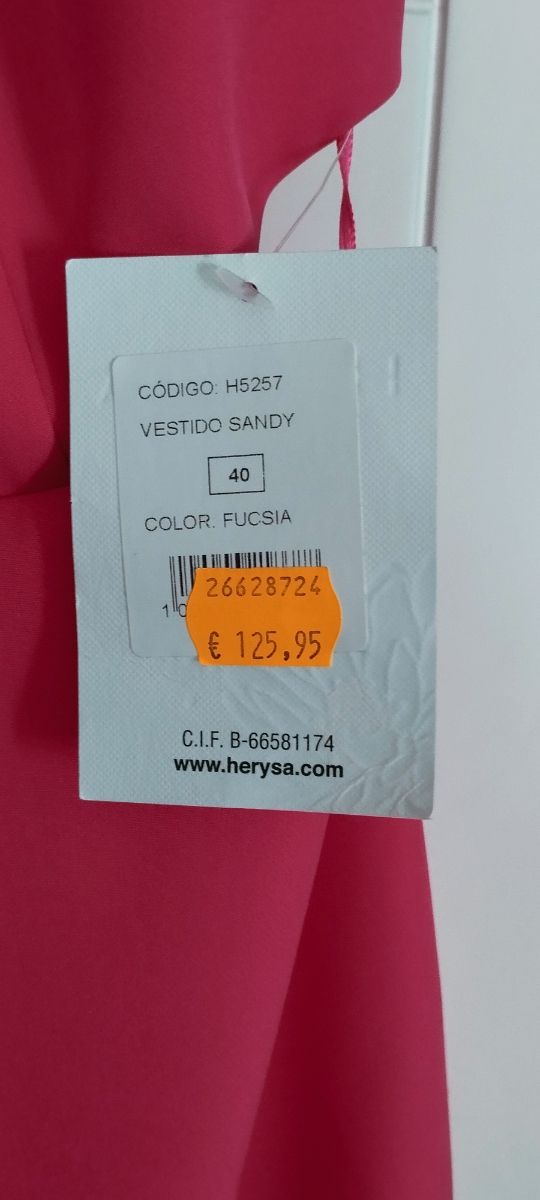 CÓDIGO: H5257
VESTIDO SANDY
40
COLOR. FUCSIA
26628724
€ 125,95
C.I.F. B-66581174
www.herysa.com